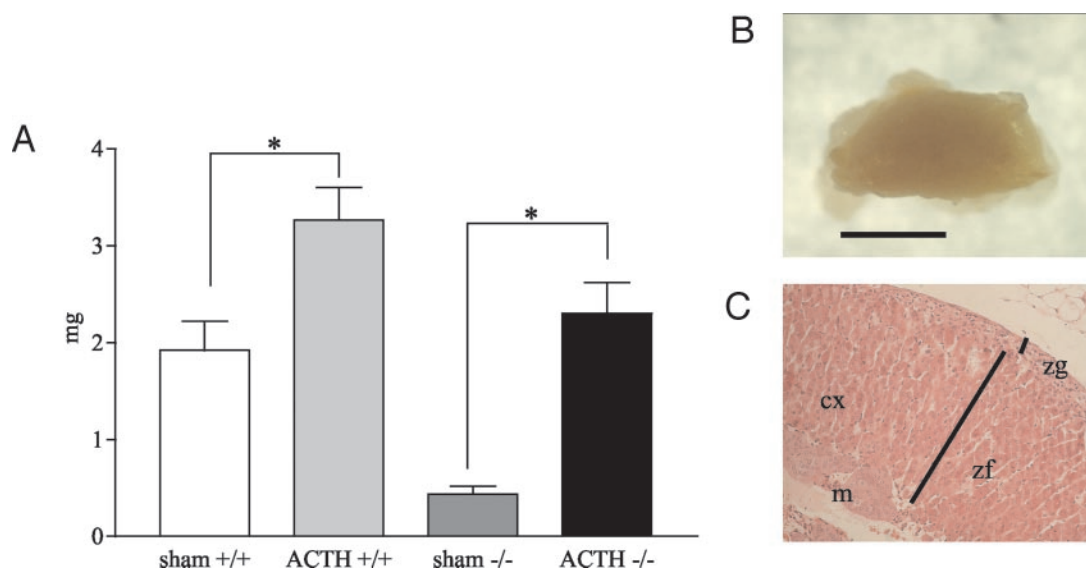 A
mg
4
3
2
1
0
*
*
sham +/+
ACTH +/+
sham -/-
ACTH -/-
B
C
zg
cx
zf
m